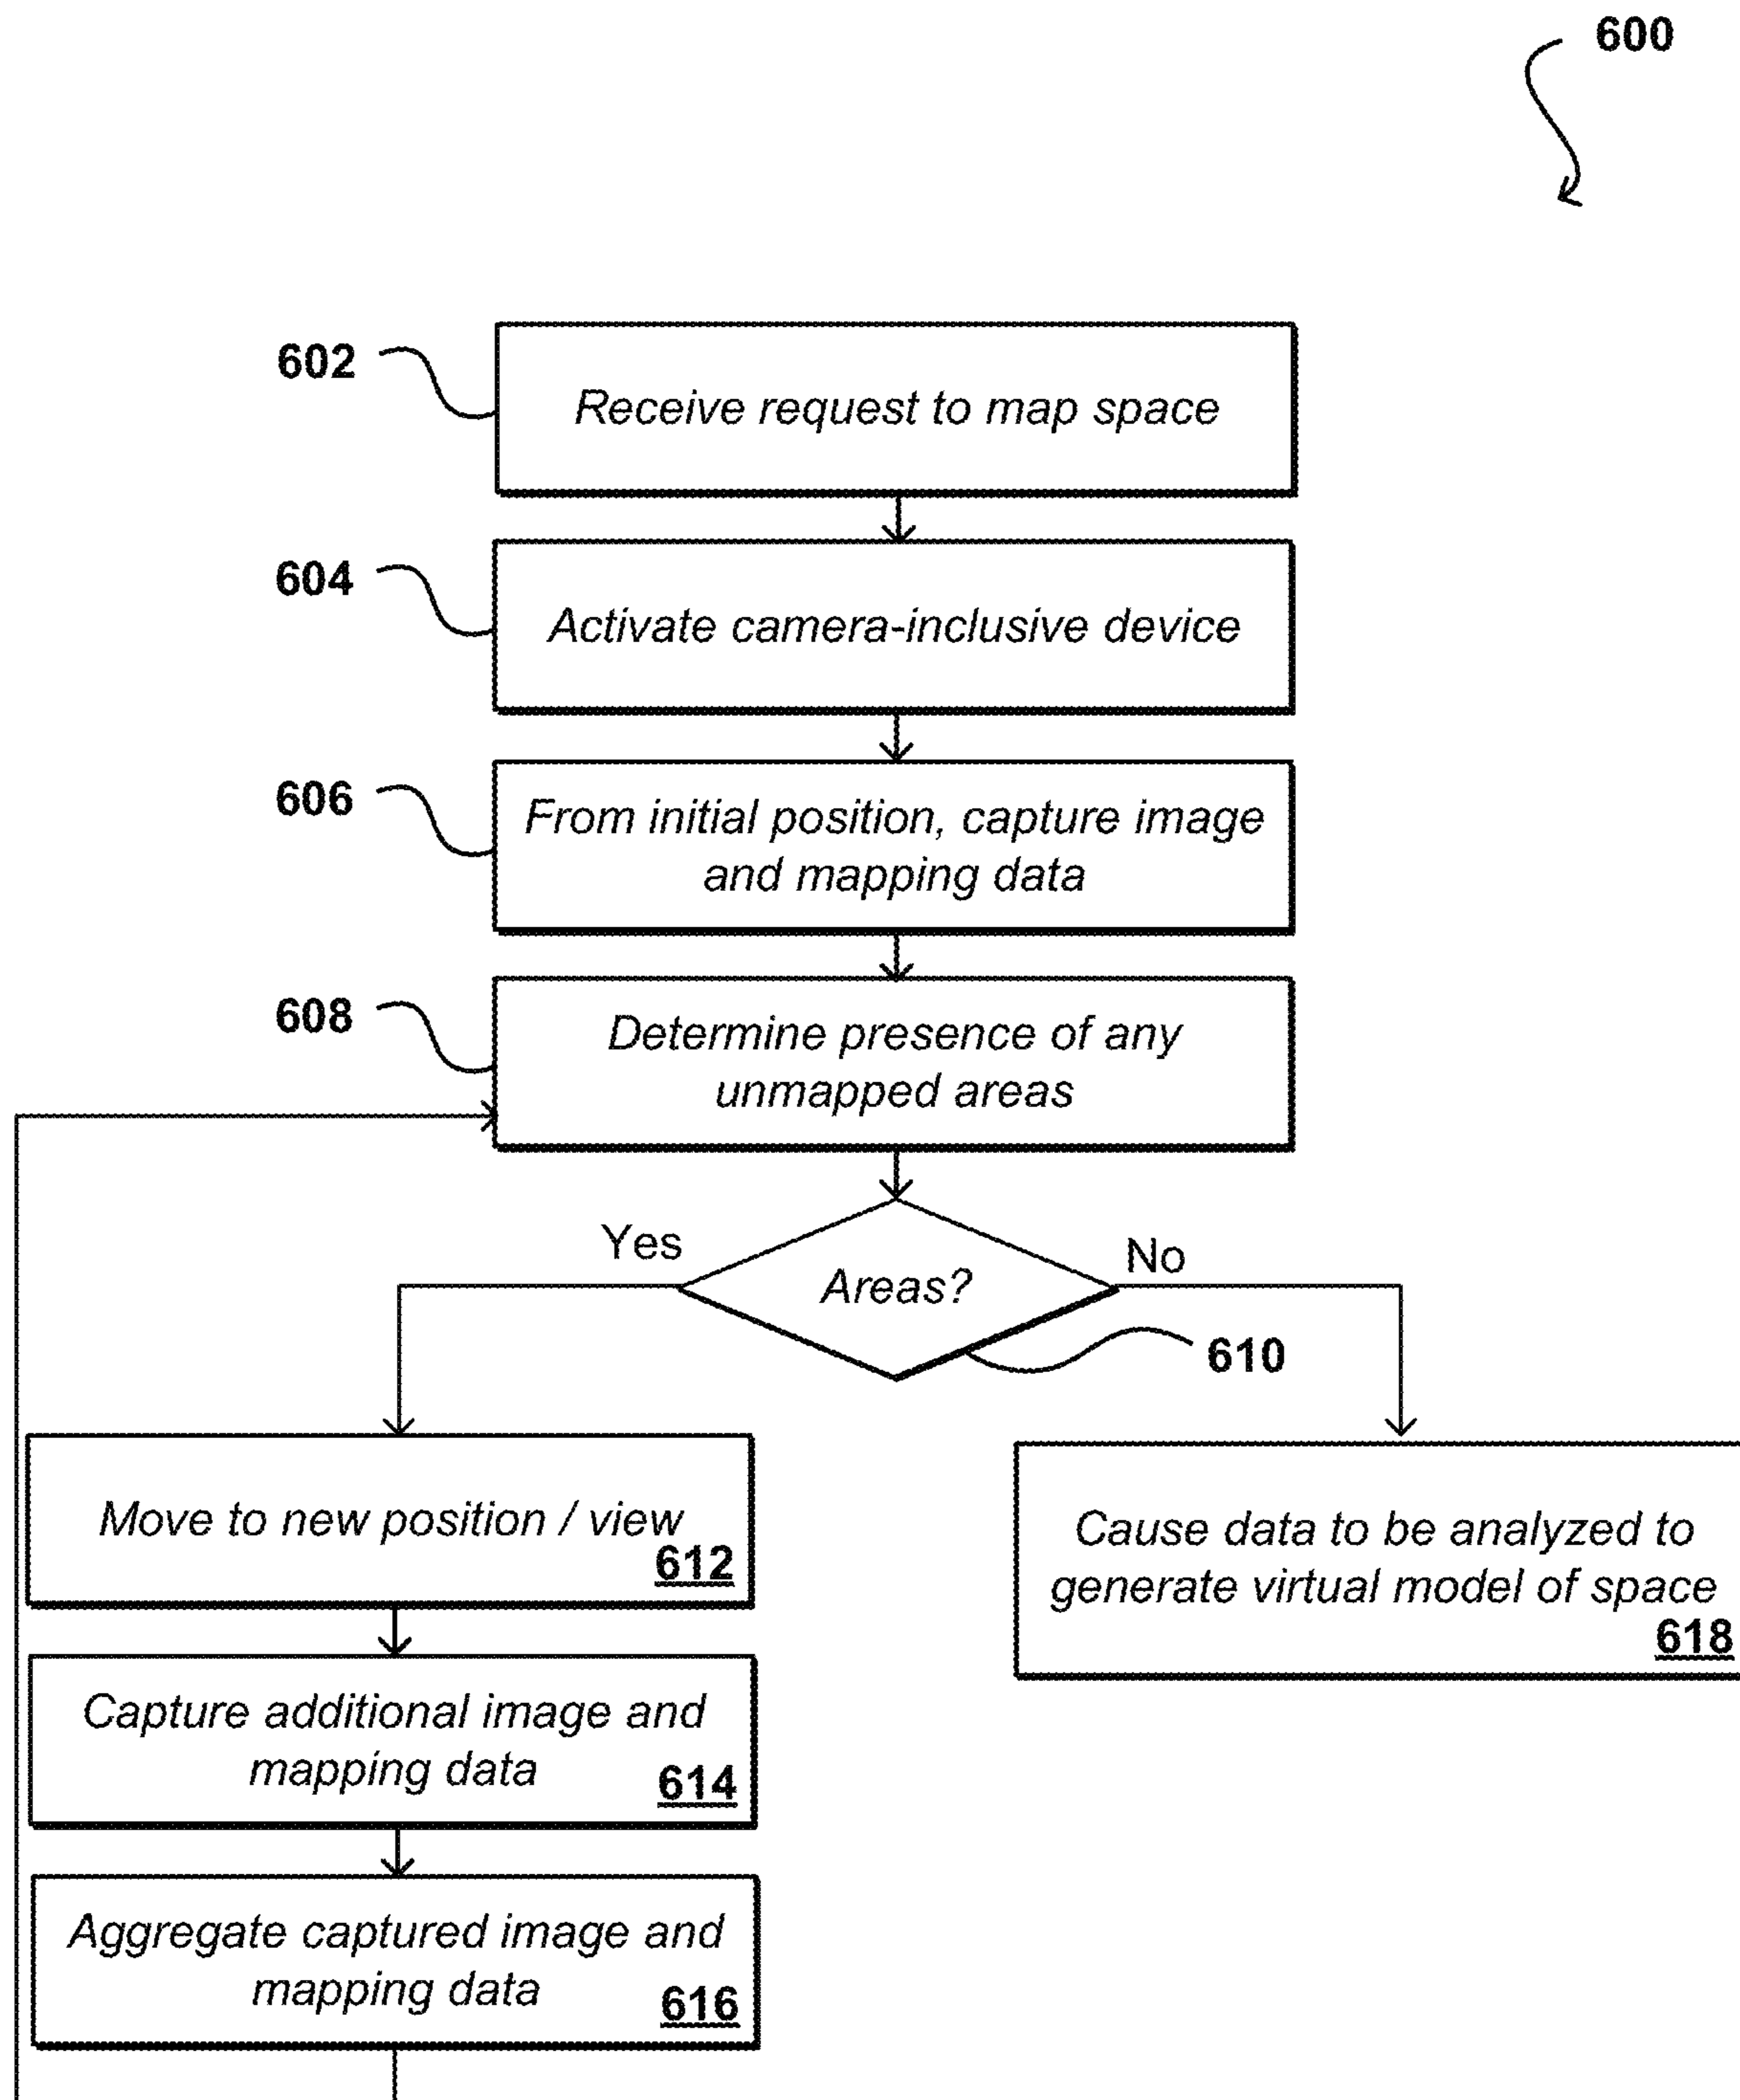 600
602
Receive request to map space
604
Activate camera-inclusive device
606
From initial position, capture image
and mapping data
608
Determine presence of any
unmapped areas
Yes
Areas?
No
610
Move to new position / view
612
Cause data to be analyzed to
generate virtual model of space
618
Capture additional image and
mapping data
614
Aggregate captured image and
mapping data
616